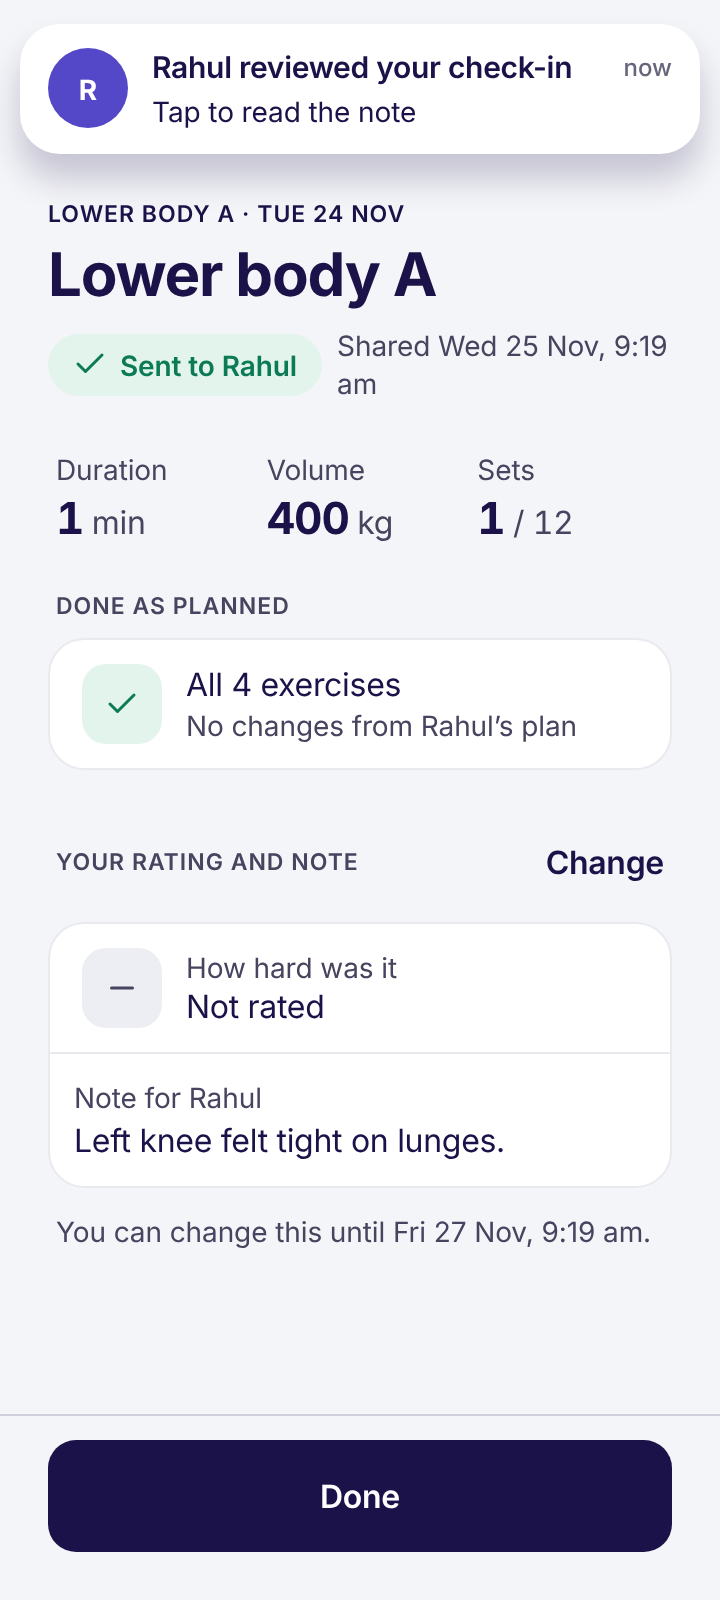 R
Rahul reviewed your check-in
now
Tap to read the note
LOWER BODY A · TUE 24 NOV
Lower body A
Sent to Rahul
Shared Wed 25 Nov, 9:19
am
Duration
Volume
Sets
1 min
400 kg
1 / 12
DONE AS PLANNED
All 4 exercises
No changes from Rahul’s plan
YOUR RATING AND NOTE
Change
How hard was it
Not rated
Note for Rahul
Left knee felt tight on lunges.
You can change this until Fri 27 Nov, 9:19 am.
Done